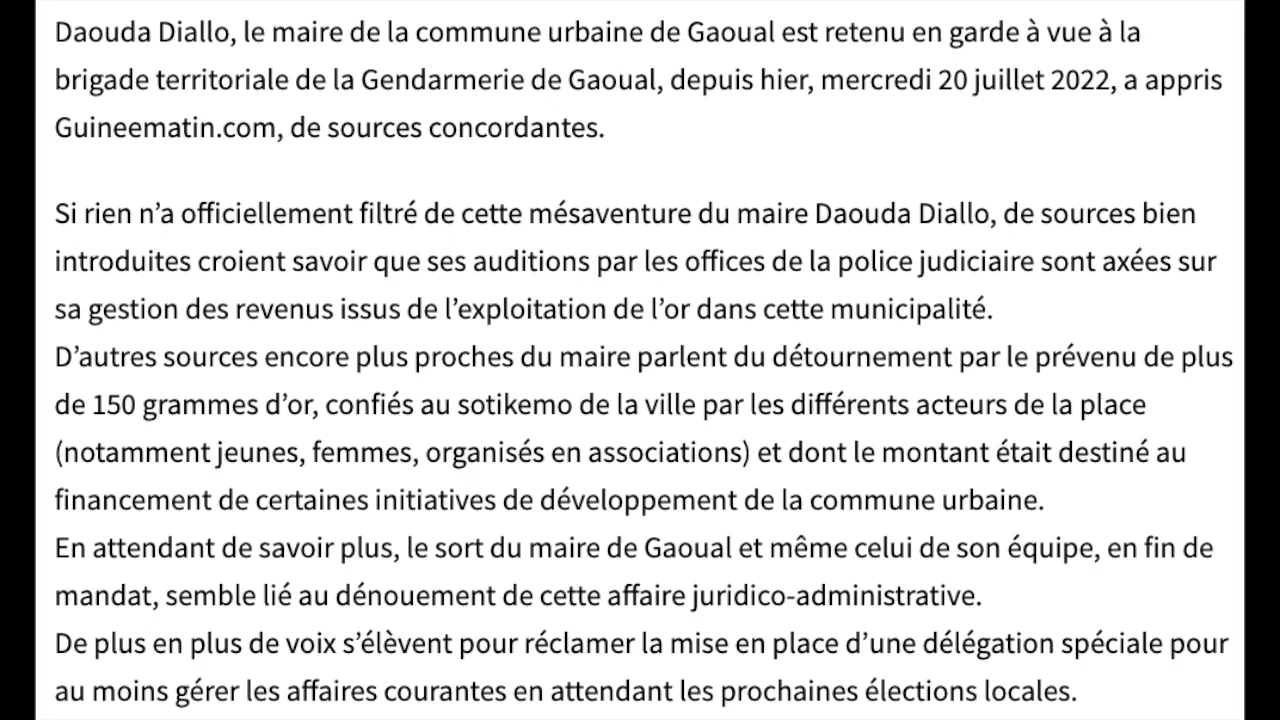 Daouda Diallo, le maire de la commune urbaine de Gaoual est retenu en garde à vue à la
brigade territoriale de la Gendarmerie de Gaoual, depuis hier, mercredi 20 juillet 2022, a appris
Guineematin.com, de sources concordantes.
Si rien n’a officiellement filtré de cette mésaventure du maire Daouda Diallo, de sources bien
introduites croient savoir que ses auditions par les offices de la police judiciaire sont axées sur
sa gestion des revenus issus de l’exploitation de l’or dans cette municipalité.
D’autres sources encore plus proches du maire parlent du détournement par le prévenu de plus
de 150 grammes d’or, confiés au sotikemo de la ville par les différents acteurs de la place
(notamment jeunes, femmes, organisés en associations) et dont le montant était destiné au
financement de certaines initiatives de développement de la commune urbaine.
En attendant de savoir plus, le sort du maire de Gaoual et même celui de son équipe, en fin de
mandat, semble lié au dénouement de cette affaire juridico-administrative.
De plus en plus de voix s’élèvent pour réclamer la mise en place d’une délégation spéciale pour
au moins gérer les affaires courantes en attendant les prochaines élections locales.